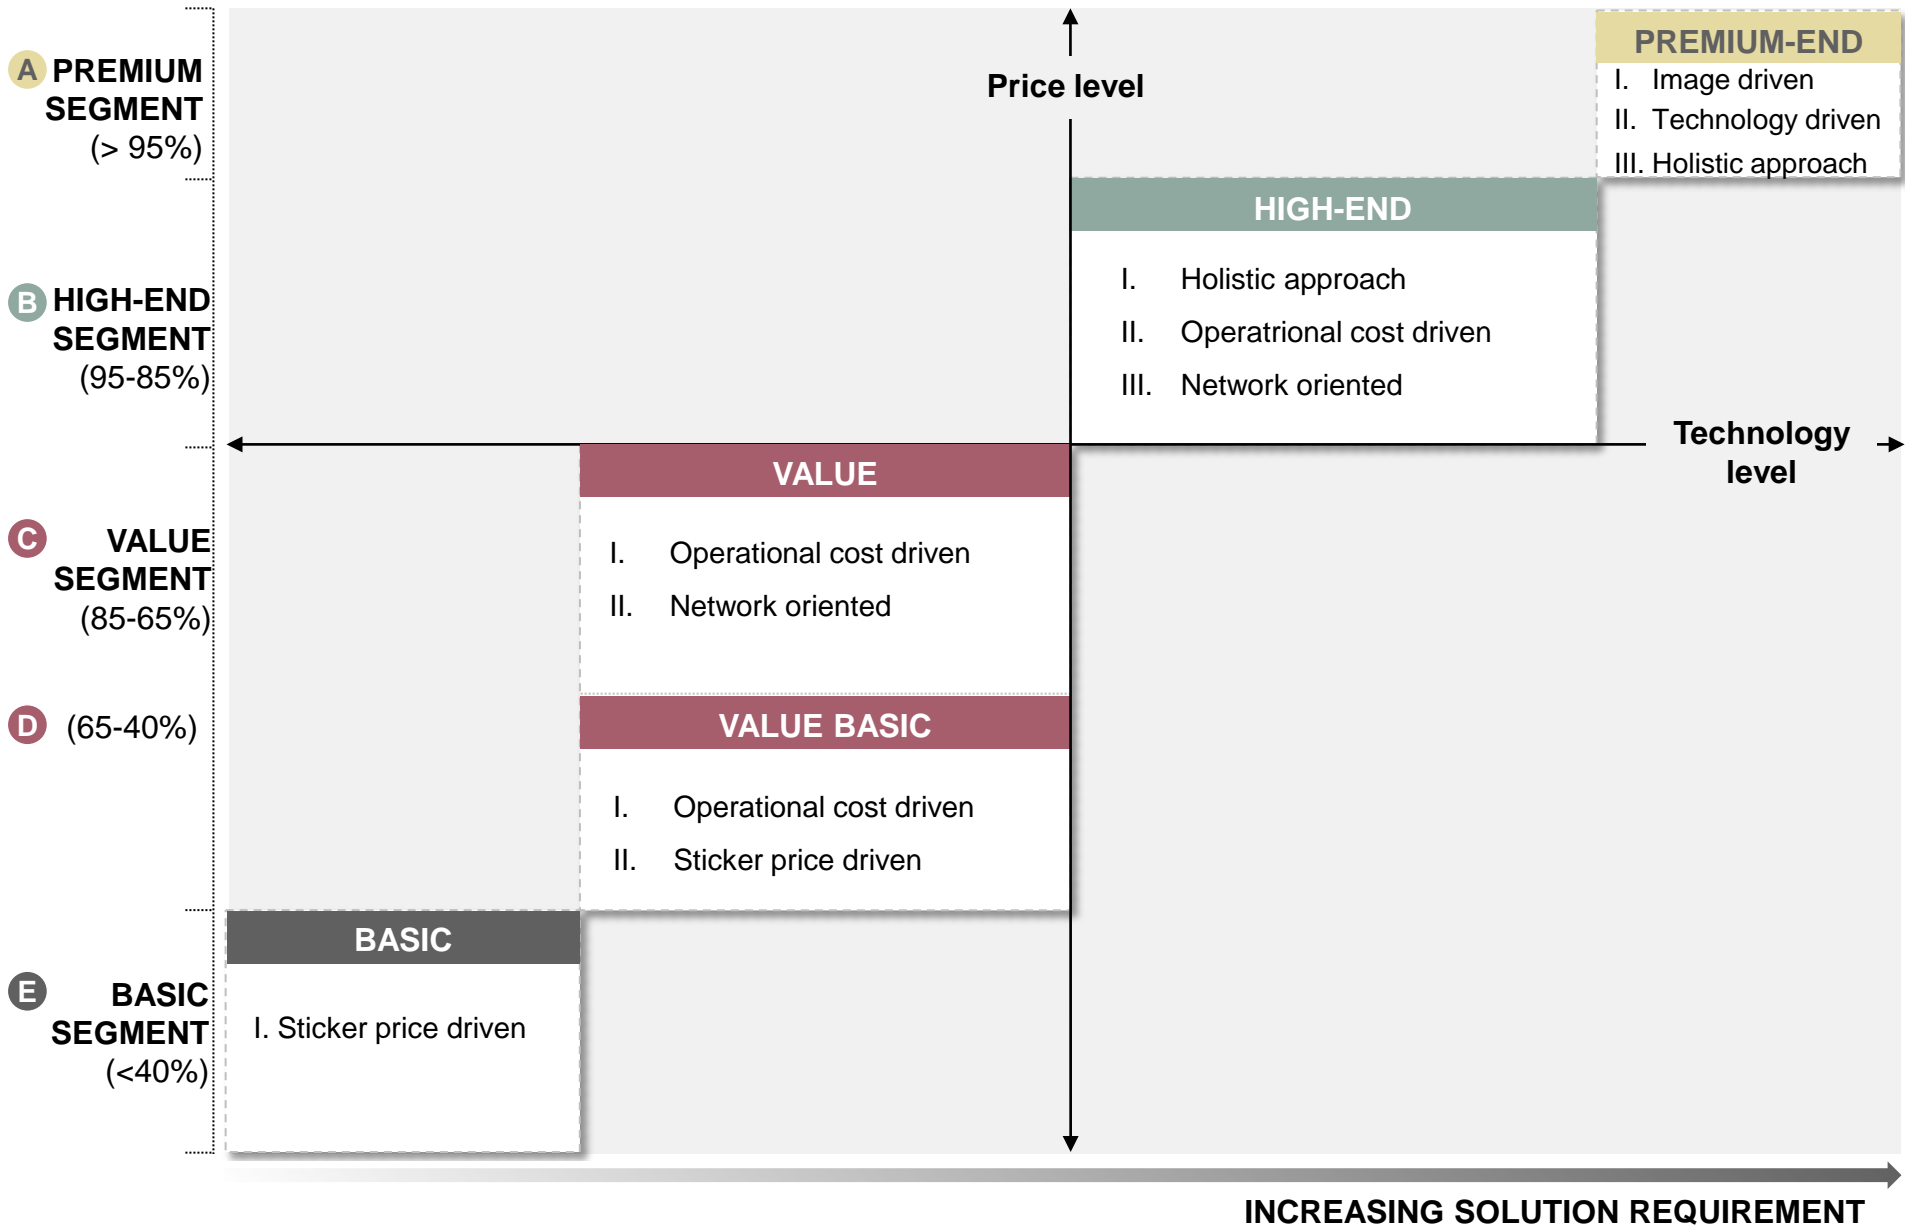 A PREMIUM
SEGMENT
(> 95%)
B HIGH-END
SEGMENT
(95-85%)
C VALUE
SEGMENT
(85-65%)
D (65-40%)
E BASIC
SEGMENT
(<40%)
Price level
Technology
level
PREMIUM-END
I. Image driven
II. Technology driven
III. Holistic approach
HIGH-END
I. Holistic approach
II. Operatrional cost driven
III. Network oriented
VALUE
I. Operational cost driven
II. Network oriented
VALUE BASIC
I. Operational cost driven
II. Sticker price driven
BASIC
I. Sticker price driven
INCREASING SOLUTION REQUIREMENT